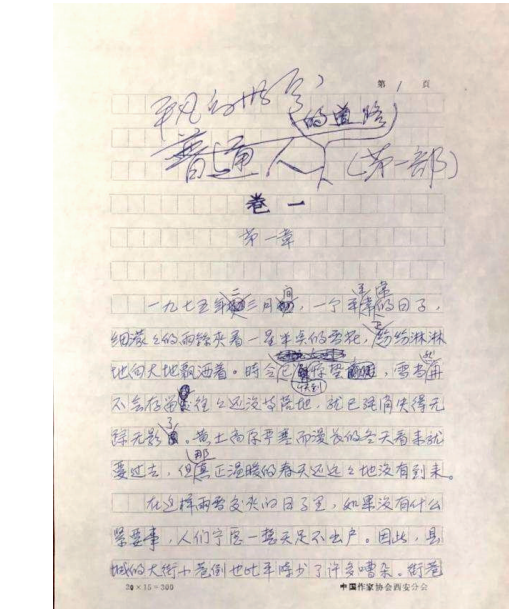 第1页
平凡的世界
的道路
普通人(第一部)
卷一
第一章
一九七五年二三月间,一个平平常常的日子,
细濛々的雨丝夹着一星半点的雪花,纷纷淋淋
地向大地飘洒着。时令已快到惊蛰,雪当然再
不会存留,往々还没等落地,就已经消失得无
踪无影了。黄土高原严寒而漫长的冬天看来就
要过去,但那真正温暖的春天还远々地没有到来。
在这样雨雪交夹的日子里,如果没有什么
紧要事,人们宁愿一整天足不出户。因此,县
城的大街小巷倒也比平时少了许多嘈杂。街巷
20×15=300
中国作家协会西安分会